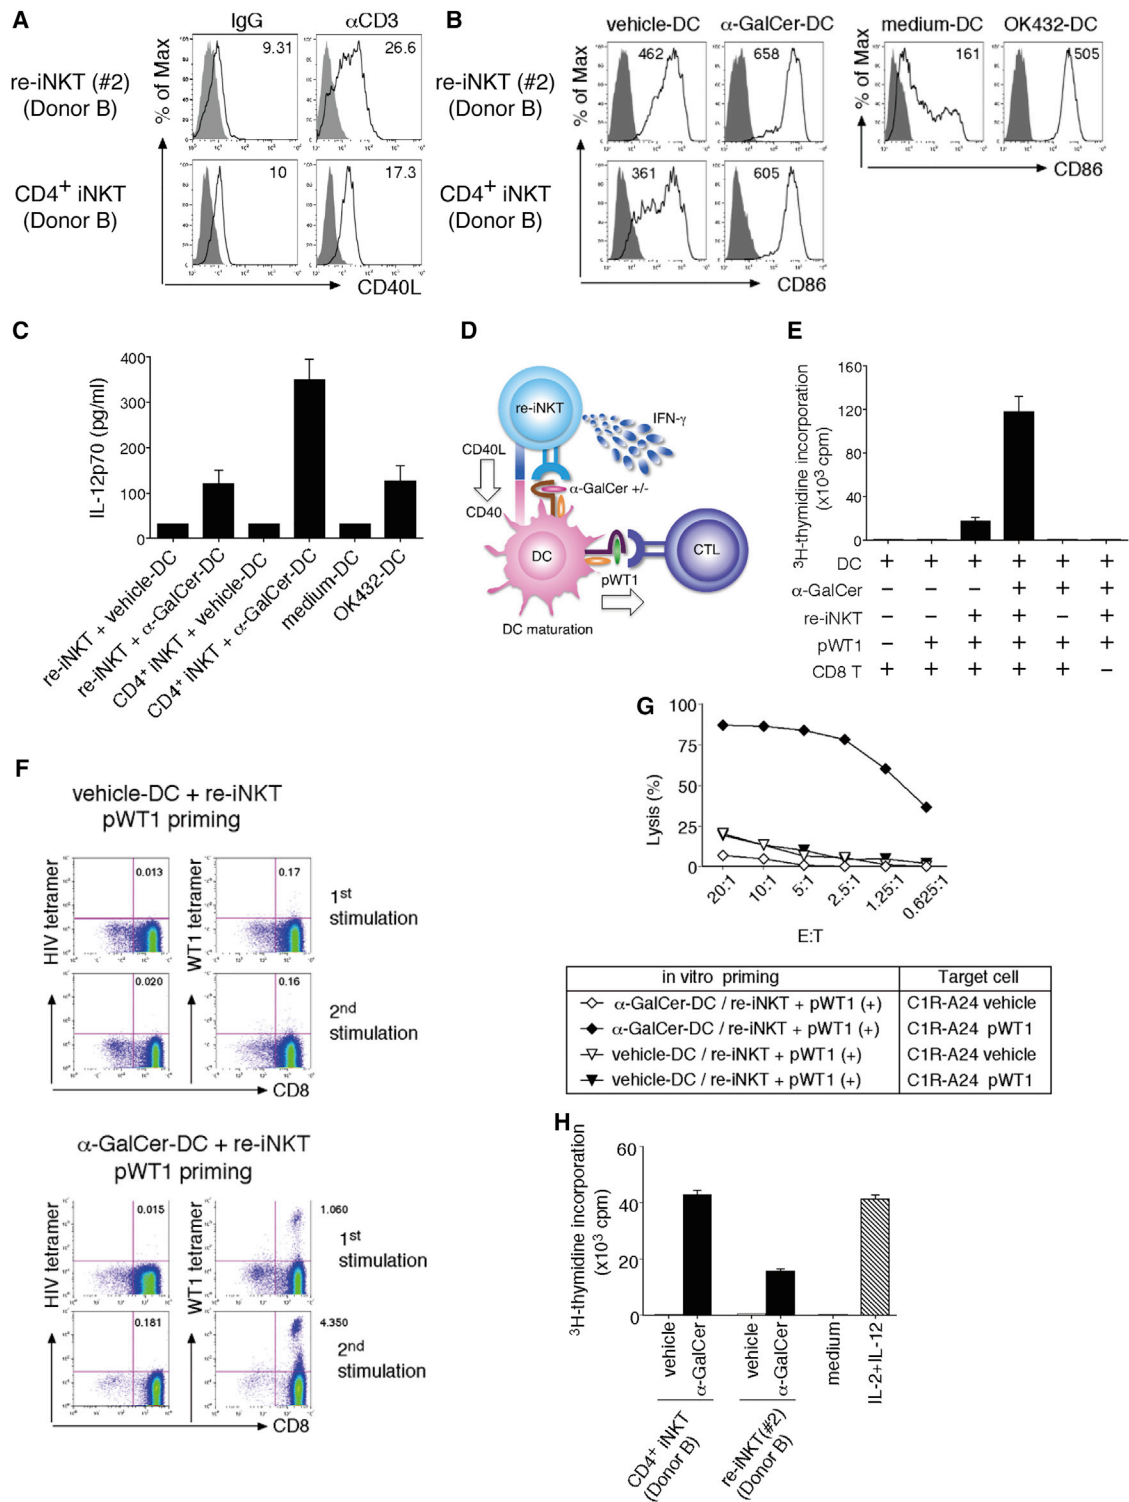 A
IgG
αCD3
re-iNKT (#2)
(Donor B)
CD4+ iNKT
(Donor B)
% of Max
9.31
26.6
10
17.3
CD40L
B
vehicle-DC
α-GalCer-DC
medium-DC
OK432-DC
re-iNKT (#2)
(Donor B)
CD4+ iNKT
(Donor B)
% of Max
462
658
361
605
CD86
% of Max
161
505
CD86
C
IL-12p70 (pg/ml)
400
300
200
100
0
re-iNKT + vehicle-DC
re-iNKT + α-GalCer-DC
CD4+ iNKT + vehicle-DC
CD4+ iNKT + α-GalCer-DC
medium-DC
OK432-DC
D
re-iNKT
IFN-γ
CD40L
CD40
α-GalCer +/-
DC
CTL
pWT1
DC maturation
E
3H-thymidine incorporation
(x103 cpm)
160
120
80
40
0
DC + + + + + +
α-GalCer – – – + + +
re-iNKT – – + + – +
pWT1 – + + + + +
CD8 T + + + + + –
F
vehicle-DC + re-iNKT
pWT1 priming
HIV tetramer
WT1 tetramer
0.013
0.17
1st
stimulation
0.020
0.16
2nd
stimulation
CD8
α-GalCer-DC + re-iNKT
pWT1 priming
HIV tetramer
WT1 tetramer
0.015
1.060
1st
stimulation
0.181
4.350
2nd
stimulation
CD8
G
Lysis (%)
100
75
50
25
0
20:1
10:1
5:1
2.5:1
1.25:1
0.625:1
E:T
in vitro priming
Target cell
α-GalCer-DC / re-iNKT + pWT1 (+) C1R-A24 vehicle
α-GalCer-DC / re-iNKT + pWT1 (+) C1R-A24 pWT1
vehicle-DC / re-iNKT + pWT1 (+) C1R-A24 vehicle
vehicle-DC / re-iNKT + pWT1 (+) C1R-A24 pWT1
H
3H-thymidine incorporation
(x103 cpm)
60
40
20
0
vehicle
α-GalCer
vehicle
α-GalCer
medium
IL-2+IL-12
CD4+ iNKT
(Donor B)
re-iNKT(#2)
(Donor B)